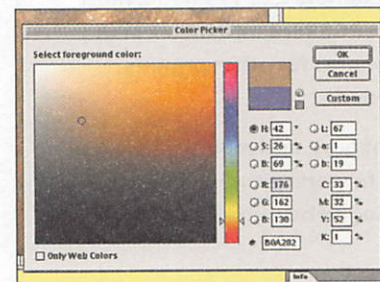 Color Picker
Select foreground color:
OK
Cancel
Custom
H: 42 °
S: 26 %
B: 69 %
R: 176
G: 162
B: 130
# B0A282
L: 67
a: 1
b: 19
C: 33 %
M: 32 %
Y: 52 %
K: 1 %
Only Web Colors
Info